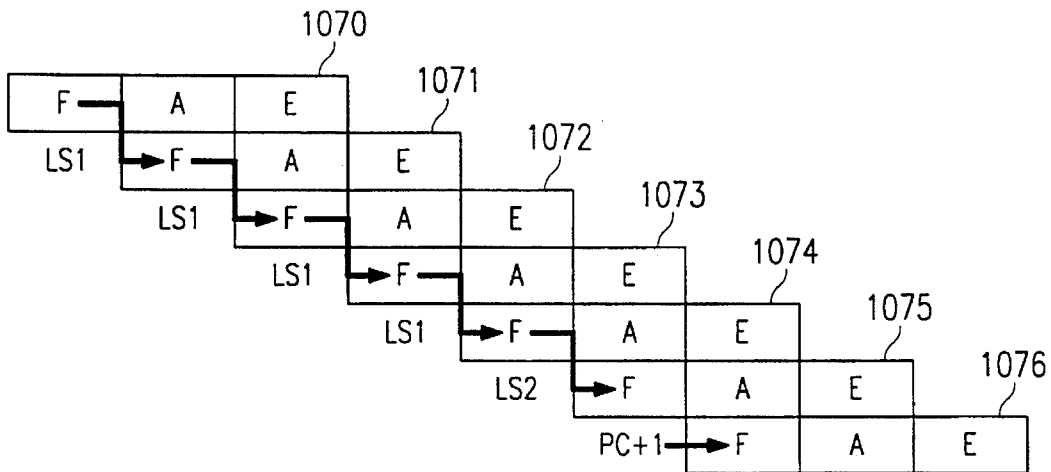 1070
F A E
1071
LS1 F A E
1072
LS1 F A E
1073
LS1 F A E
1074
LS1 F A E
1075
LS2 F A E
1076
PC+1 F A E